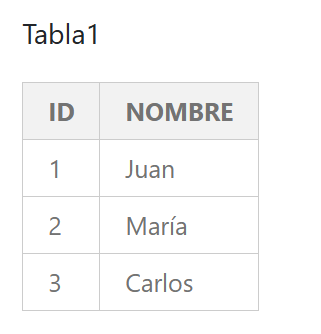 Tabla1
ID NOMBRE
1 Juan
2 María
3 Carlos